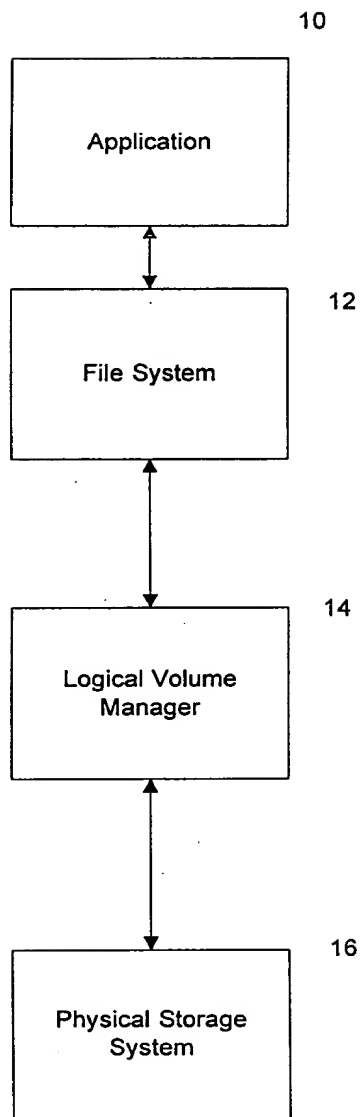 10
Application
12
File System
14
Logical Volume
Manager
16
Physical Storage
System